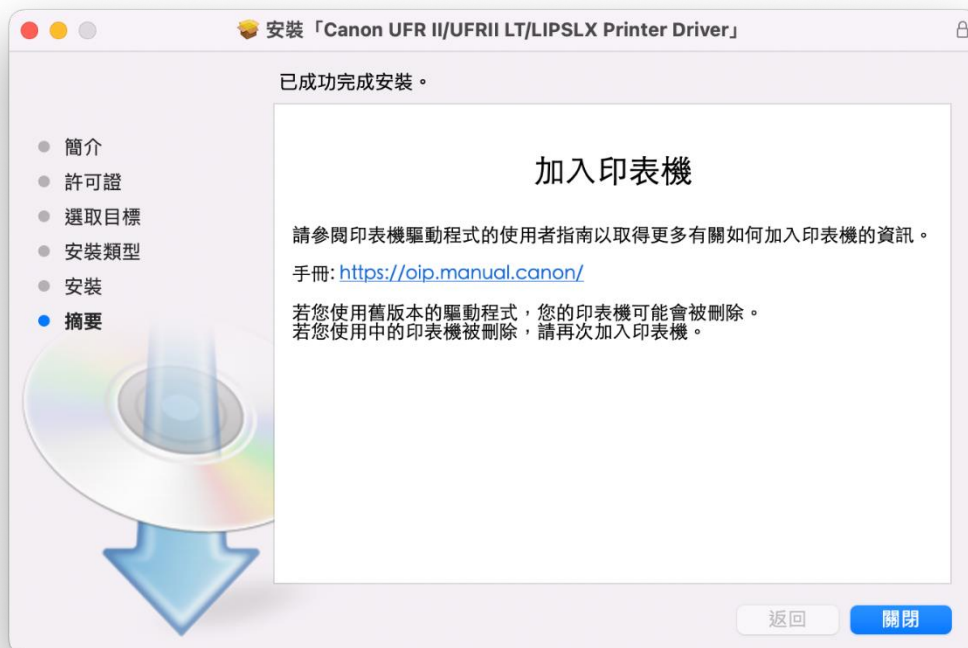 安裝「Canon UFR II/UFRII LT/LIPSLX Printer Driver」
已成功完成安裝。
簡介
許可證
選取目標
安裝類型
安裝
摘要
加入印表機
請參閱印表機驅動程式的使用者指南以取得更多有關如何加入印表機的資訊。
手冊: https://oip.manual.canon/
若您使用舊版本的驅動程式，您的印表機可能會被刪除。
若您使用中的印表機被刪除，請再次加入印表機。
返回
關閉